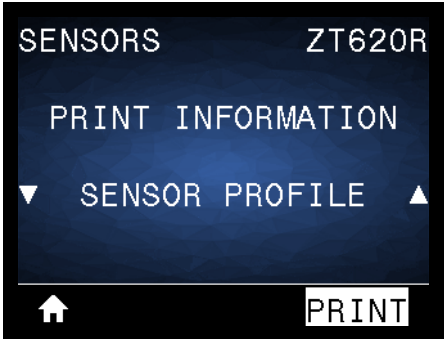 SENSORS ZT620R
PRINT INFORMATION
SENSOR PROFILE
PRINT